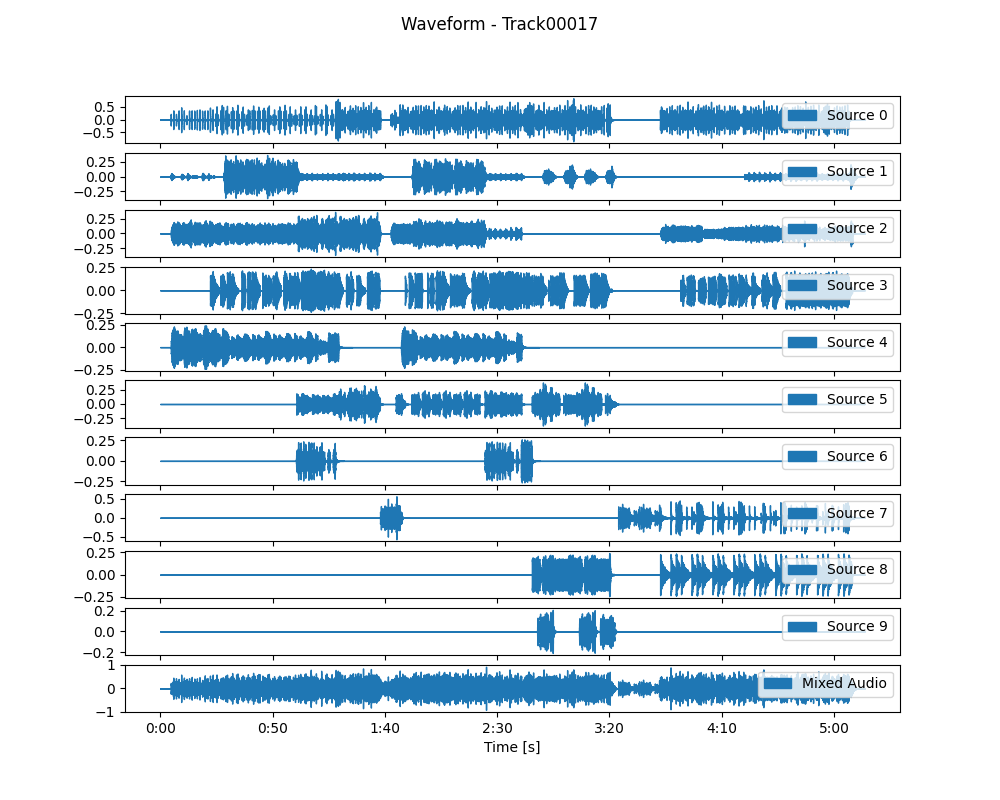 Waveform - Track00017
0.5
0.0
−0.5
Source 0
0.25
0.00
−0.25
Source 1
0.25
0.00
−0.25
Source 2
0.25
0.00
−0.25
Source 3
0.25
0.00
−0.25
Source 4
0.25
0.00
−0.25
Source 5
0.25
0.00
−0.25
Source 6
0.5
0.0
−0.5
Source 7
0.25
0.00
−0.25
Source 8
0.2
0.0
−0.2
Source 9
1
0
−1
Mixed Audio
0:00 0:50 1:40 2:30 3:20 4:10 5:00
Time [s]